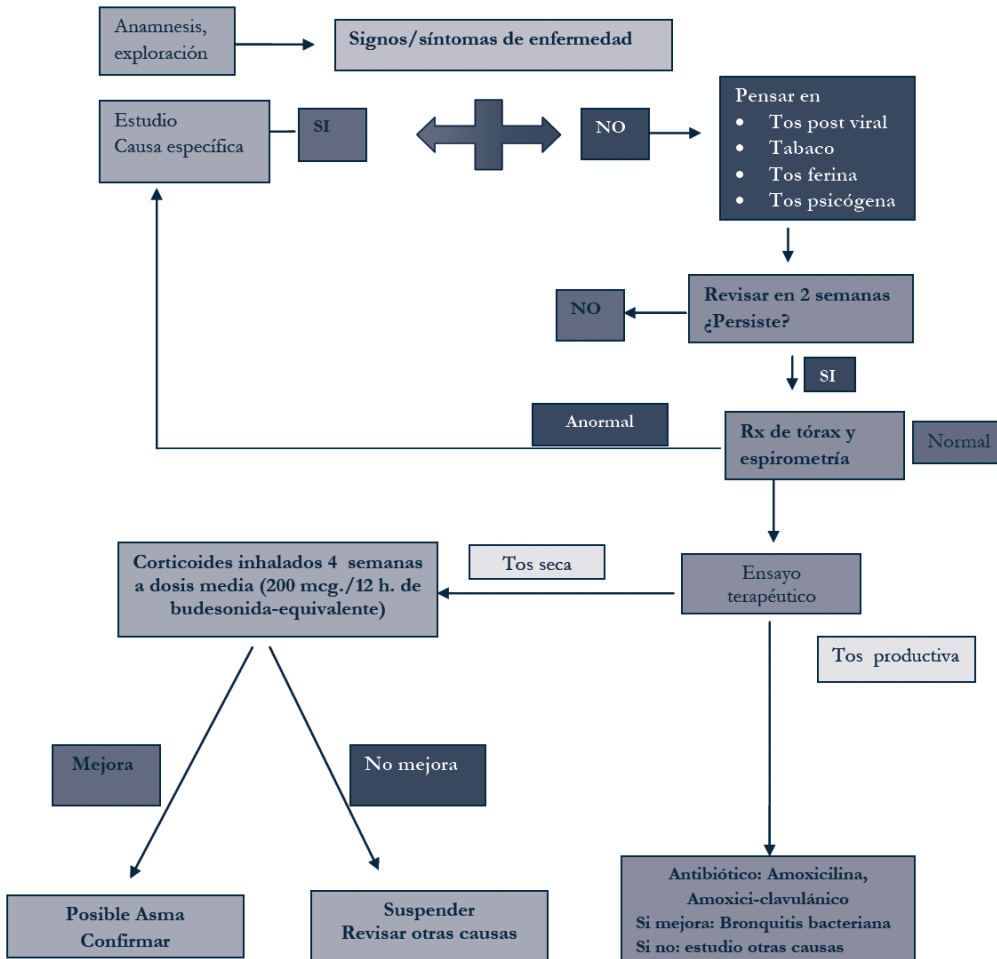 Anamnesis,
exploración
Signos/síntomas de enfermedad
Estudio
Causa específica
SI
NO
Pensar en
• Tos post viral
• Tabaco
• Tos ferina
• Tos psicógena
Revisar en 2 semanas
¿Persiste?
NO
SI
Anormal
Rx de tórax y
espirometría
Normal
Corticoides inhalados 4 semanas
a dosis media (200 mcg./12 h. de
budesonida-equivalente)
Tos seca
Ensayo
terapéutico
Tos productiva
Mejora
No mejora
Posible Asma
Confirmar
Suspender
Revisar otras causas
Antibiótico: Amoxicilina,
Amoxici-clavulánico
Si mejora: Bronquitis bacteriana
Si no: estudio otras causas